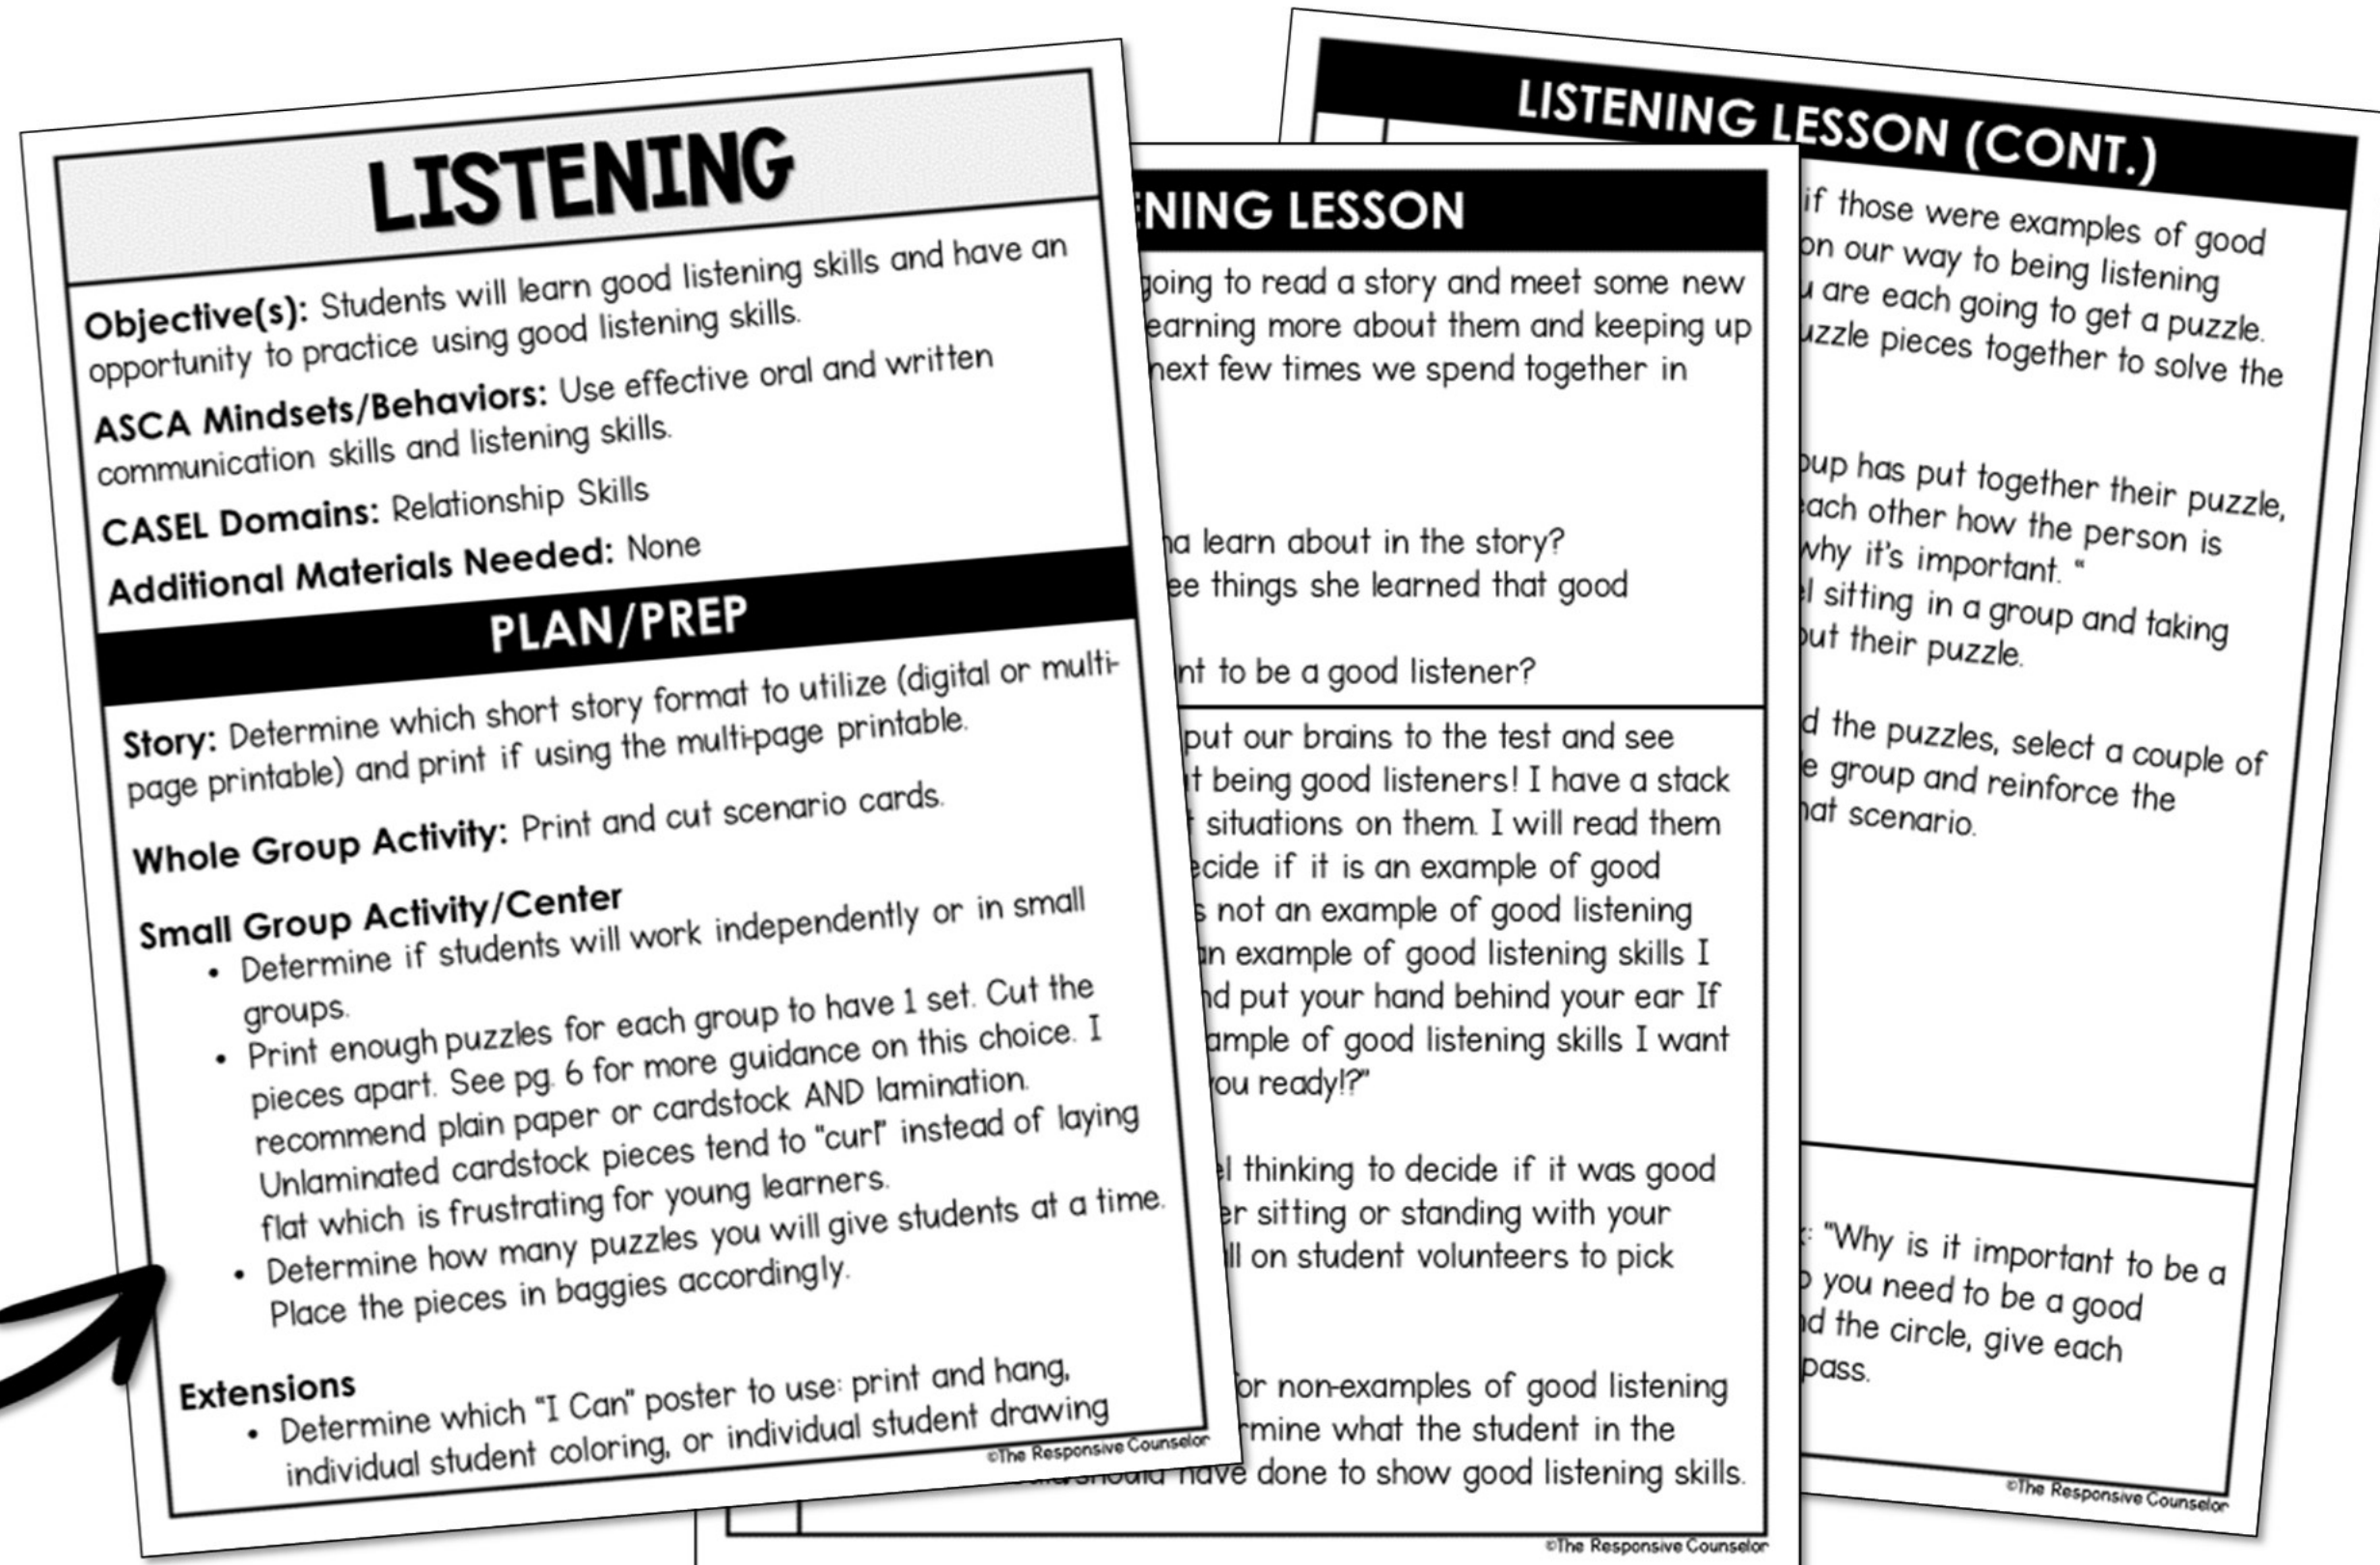 LISTENING
Objective(s): Students will learn good listening skills and have an
opportunity to practice using good listening skills.
ASCA Mindsets/Behaviors: Use effective oral and written
communication skills and listening skills.
CASEL Domains: Relationship Skills
Additional Materials Needed: None
PLAN/PREP
Story: Determine which short story format to utilize (digital or multi-
page printable) and print if using the multi-page printable.
Whole Group Activity: Print and cut scenario cards.
Small Group Activity/Center
• Determine if students will work independently or in small
groups.
• Print enough puzzles for each group to have 1 set. Cut the
pieces apart. See pg. 6 for more guidance on this choice. I
recommend plain paper or cardstock AND lamination.
Unlaminated cardstock pieces tend to "curl" instead of laying
flat which is frustrating for young learners.
• Determine how many puzzles you will give students at a time.
Place the pieces in baggies accordingly.
Extensions
• Determine which "I Can" poster to use: print and hang,
individual student coloring, or individual student drawing
©The Responsive Counselor
NING LESSON
going to read a story and meet some new
earning more about them and keeping up
next few times we spend together in
na learn about in the story?
ee things she learned that good
nt to be a good listener?
put our brains to the test and see
t being good listeners! I have a stack
situations on them. I will read them
ecide if it is an example of good
s not an example of good listening
an example of good listening skills I
nd put your hand behind your ear If
ample of good listening skills I want
you ready!?"
el thinking to decide if it was good
er sitting or standing with your
ll on student volunteers to pick
or non-examples of good listening
rmine what the student in the
should have done to show good listening skills.
©The Responsive Counselor
LISTENING LESSON (CONT.)
if those were examples of good
on our way to being listening
u are each going to get a puzzle.
uzzle pieces together to solve the
oup has put together their puzzle,
each other how the person is
why it's important. "
el sitting in a group and taking
out their puzzle.
d the puzzles, select a couple of
e group and reinforce the
hat scenario.
: "Why is it important to be a
o you need to be a good
nd the circle, give each
pass.
©The Responsive Counselor